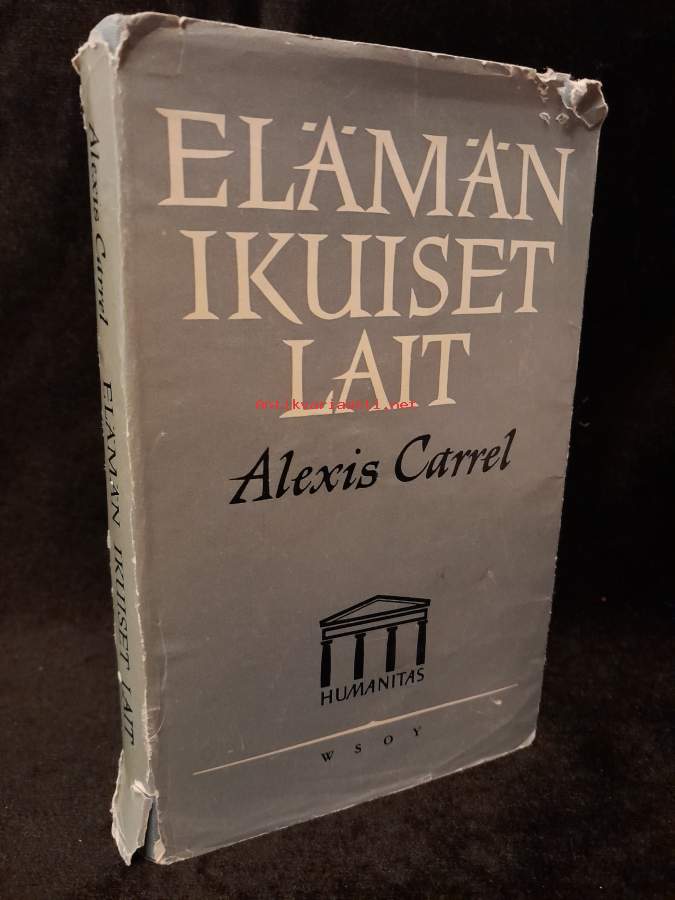 ELÄMÄN
IKUISET
LAIT
Antikvariaatti.net
Alexis Carrel
HUMANITAS
WSOY
Alexis Carrel ELÄMÄN IKUISET LAIT